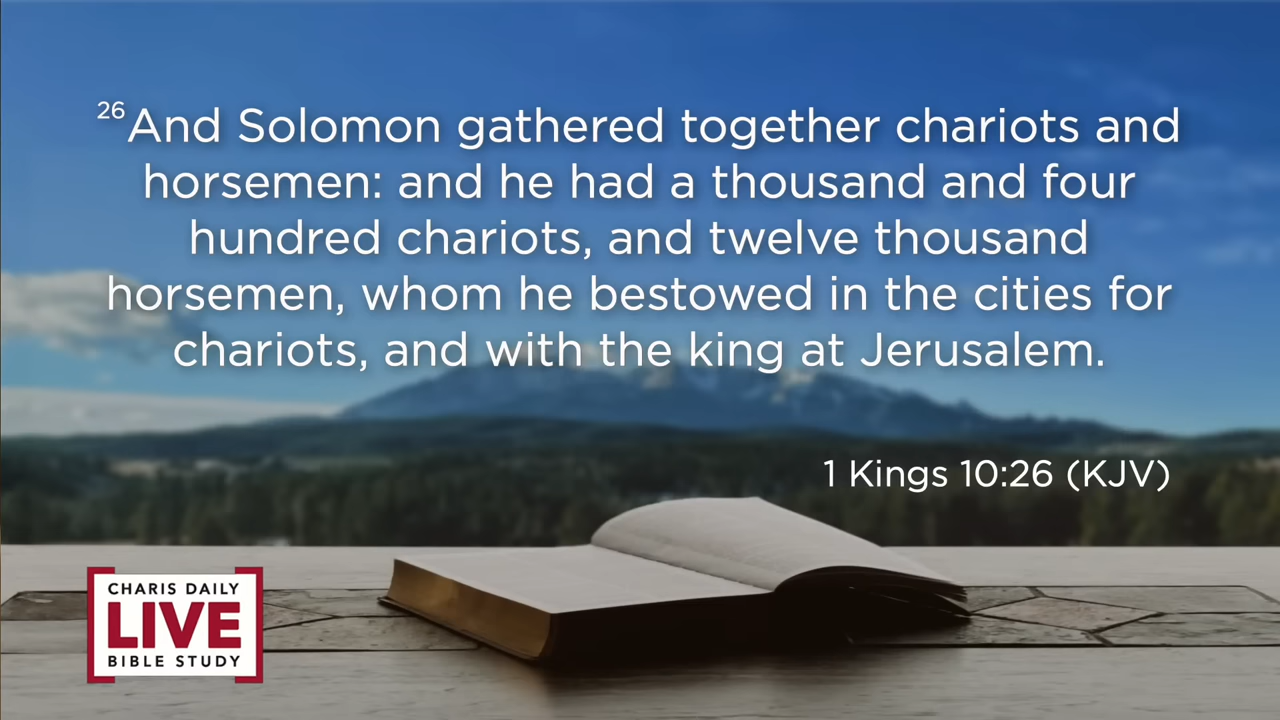 26 And Solomon gathered together chariots and
horsemen: and he had a thousand and four
hundred chariots, and twelve thousand
horsemen, whom he bestowed in the cities for
chariots, and with the king at Jerusalem.
1 Kings 10:26 (KJV)
CHARIS DAILY
LIVE
BIBLE STUDY